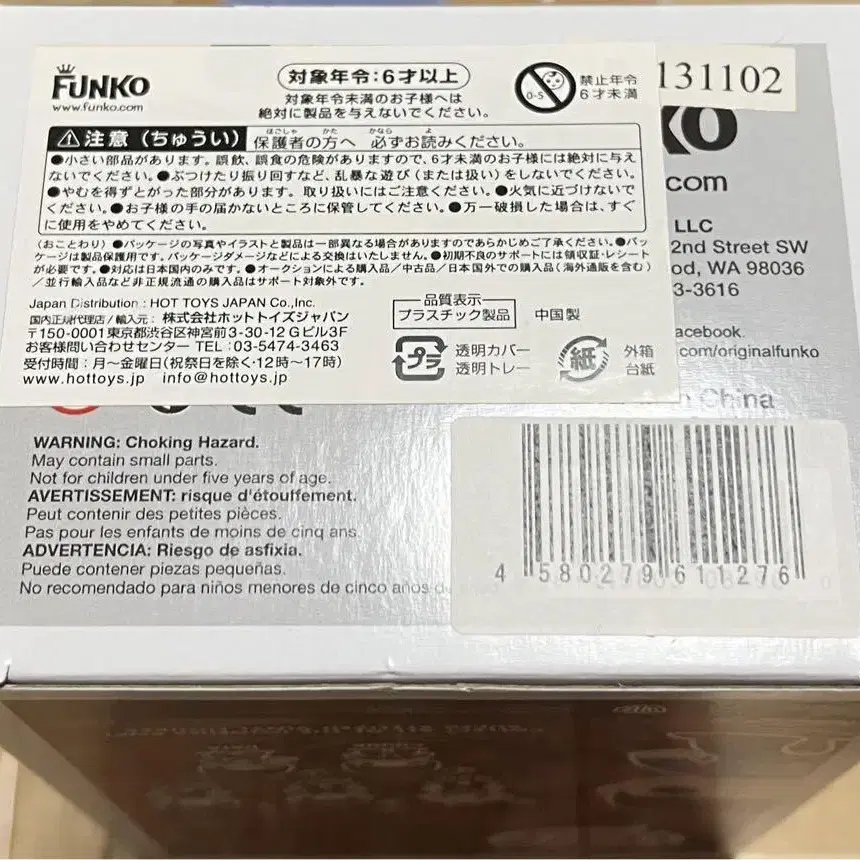 FUNKO
www.funko.com
対象年令:6才以上
対象年令未満のお子様へは
絶対に製品を与えないでください。
0-5
禁止年令
6才未満
131102
⚠注意(ちゅうい) 保護者の方へ 必ずお読みください。
●小さい部品があります。誤飲、誤食の危険がありますので、6才未満のお子様には絶対に与え
ないでください。●ぶつけたり振り回すなど、乱暴な遊び(または扱い)をしないでください。
●やむを得ずとがった部分があります。取り扱いにはご注意ください。●火気に近づけないで
ください。●お子様の手の届かないところに保管してください。●万一破損した場合は、すぐ
に使用をやめてください。
(おことわり)●パッケージの写真やイラストと製品は一部異なる場合がありますのであらかじめご了承ください。●パッ
ケージは製品保護用です。パッケージダメージなどによる交換はいたしません。●初期不良のサポートには領収証・レシート
が必要です。●対応は日本国内のみです。●オークションによる購入品/中古品/日本国外での購入品(海外通販を含む)
/並行輸入品など非正規流通の購入品はサポート対象外です。
Japan Distribution : HOT TOYS JAPAN Co.,Inc.
国内正規代理店/輸入元: 株式会社ホットトイズジャパン
〒150-0001東京都渋谷区神宮前3-30-12 Gビル3F
お客様問い合わせセンター TEL:03-5474-3463
受付時間:月〜金曜日(祝祭日を除く・12時〜17時)
www.hottoys.jp info@hottoys.jp
品質表示
プラスチック製品
中国製
プラ
透明カバー
透明トレー
紙
外箱
台紙
KO
.com
LLC
2nd Street SW
od, WA 98036
3-3616
acebook.
com/originalfunko
China
WARNING: Choking Hazard.
May contain small parts.
Not for children under five years of age.
AVERTISSEMENT: risque d'étouffement.
Peut contenir des petites pièces.
Pas pour les enfants de moins de cinq ans.
ADVERTENCIA: Riesgo de asfixia.
Puede contener piezas pequeñas.
No recomendado para niños menores de cinco años d
4 580279 611276